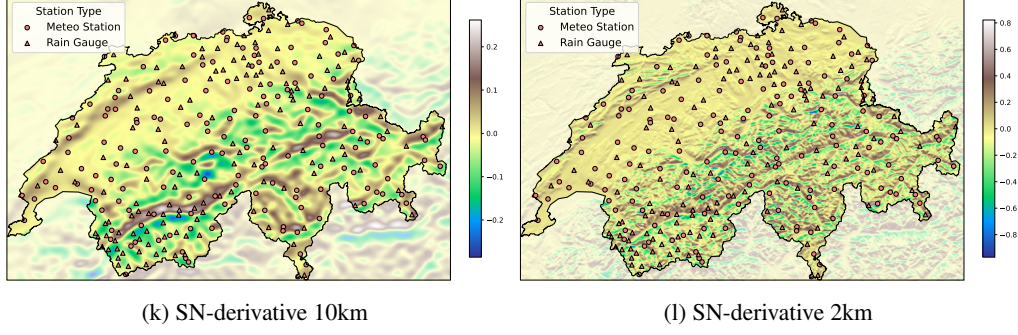 Station Type
Meteo Station
Rain Gauge
0.2
0.1
0.0
−0.1
−0.2
(k) SN-derivative 10km
Station Type
Meteo Station
Rain Gauge
0.8
0.6
0.4
0.2
0.0
−0.2
−0.4
−0.6
−0.8
(l) SN-derivative 2km